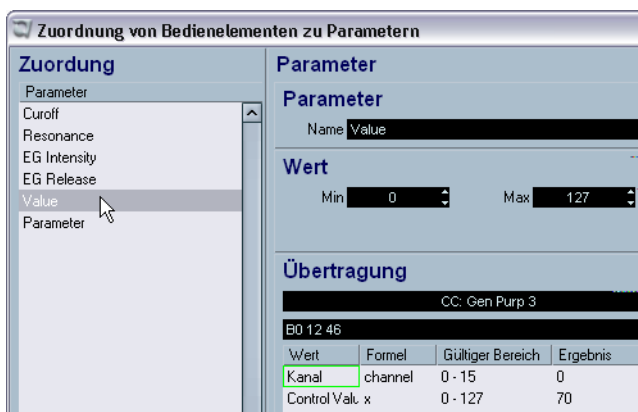 Zuordnung von Bedienelementen zu Parametern
Zuordung
Parameter
Curoff
Resonance
EG Intensity
EG Release
Value
Parameter
Parameter
Parameter
Name Value
Wert
Min 0 Max 127
Übertragung
CC: Gen Purp 3
B0 12 46
Wert Formel Gültiger Bereich Ergebnis
Kanal channel 0 - 15 0
Control Valu x 0 - 127 70